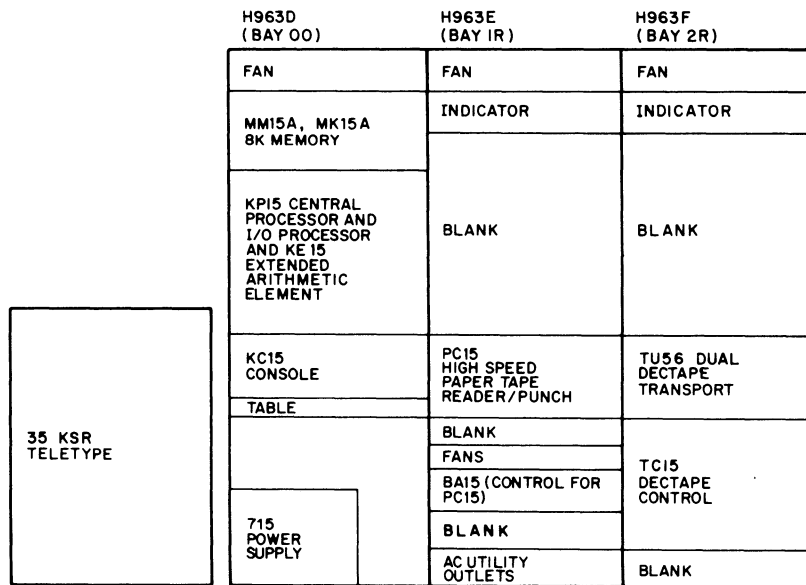 H963D
(BAY 00)
H963E
(BAY 1R)
H963F
(BAY 2R)
FAN
FAN
FAN
MM15A, MK15A
8K MEMORY
INDICATOR
INDICATOR
KP15 CENTRAL
PROCESSOR AND
I/O PROCESSOR
AND KE15
EXTENDED
ARITHMETIC
ELEMENT
BLANK
BLANK
KC15
CONSOLE
PC15
HIGH SPEED
PAPER TAPE
READER/PUNCH
TU56 DUAL
DECTAPE
TRANSPORT
TABLE
35 KSR
TELETYPE
BLANK
FANS
BA15 (CONTROL FOR
PC15)
TC15
DECTAPE
CONTROL
715
POWER
SUPPLY
BLANK
AC UTILITY
OUTLETS
BLANK